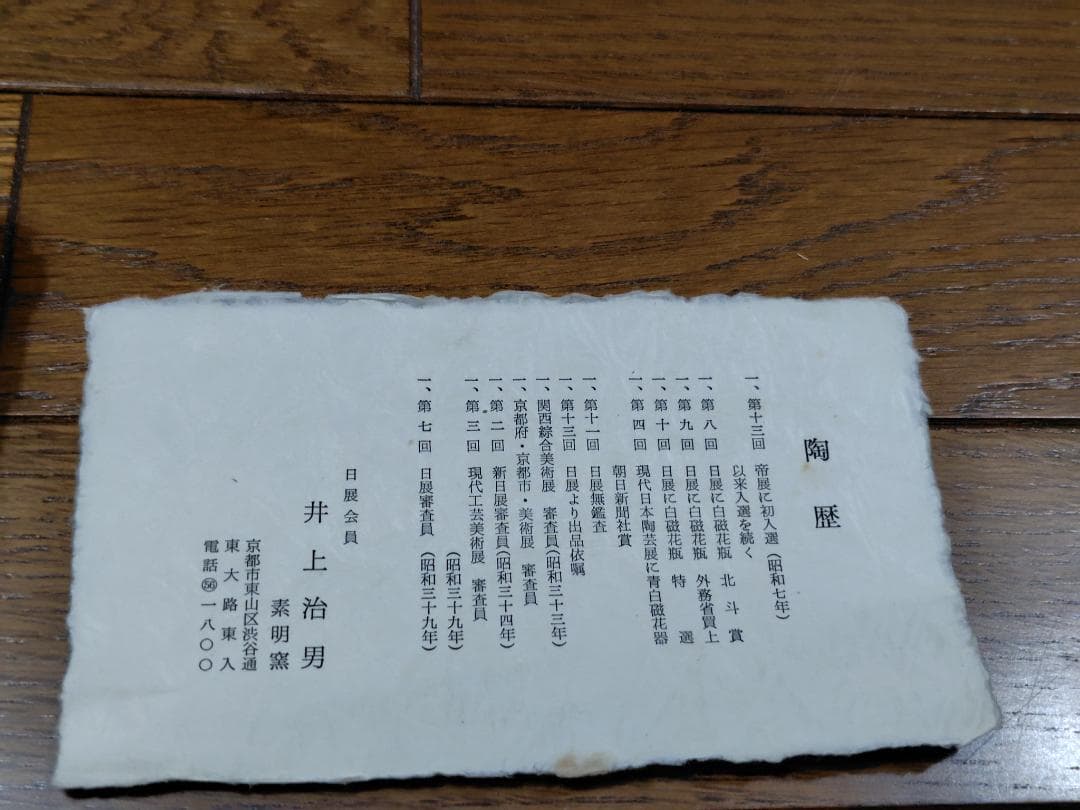 陶歴
一、第十三回 帝展に初入選(昭和七年)
以来入選を続く
一、第八回 日展に白磁花瓶 北斗賞
一、第九回 日展に白磁花瓶 外務省買上
一、第十回 日展に白磁花瓶 特選
一、第四回 現代日本陶芸展に青白磁花器
朝日新聞社賞
一、第十一回 日展無鑑査
一、第十三回 日展より出品依嘱
一、関西綜合美術展 審査員(昭和三十三年)
一、京都府・京都市・美術展 審査員
一、第二回 新日展審査員(昭和三十四年)
一、第三回 現代工芸美術展 審査員
(昭和三十九年)
一、第七回 日展審査員(昭和三十九年)
日展会員
井上治男
素明窯
京都市東山区渋谷通
東大路東入
電話㊽一八〇〇